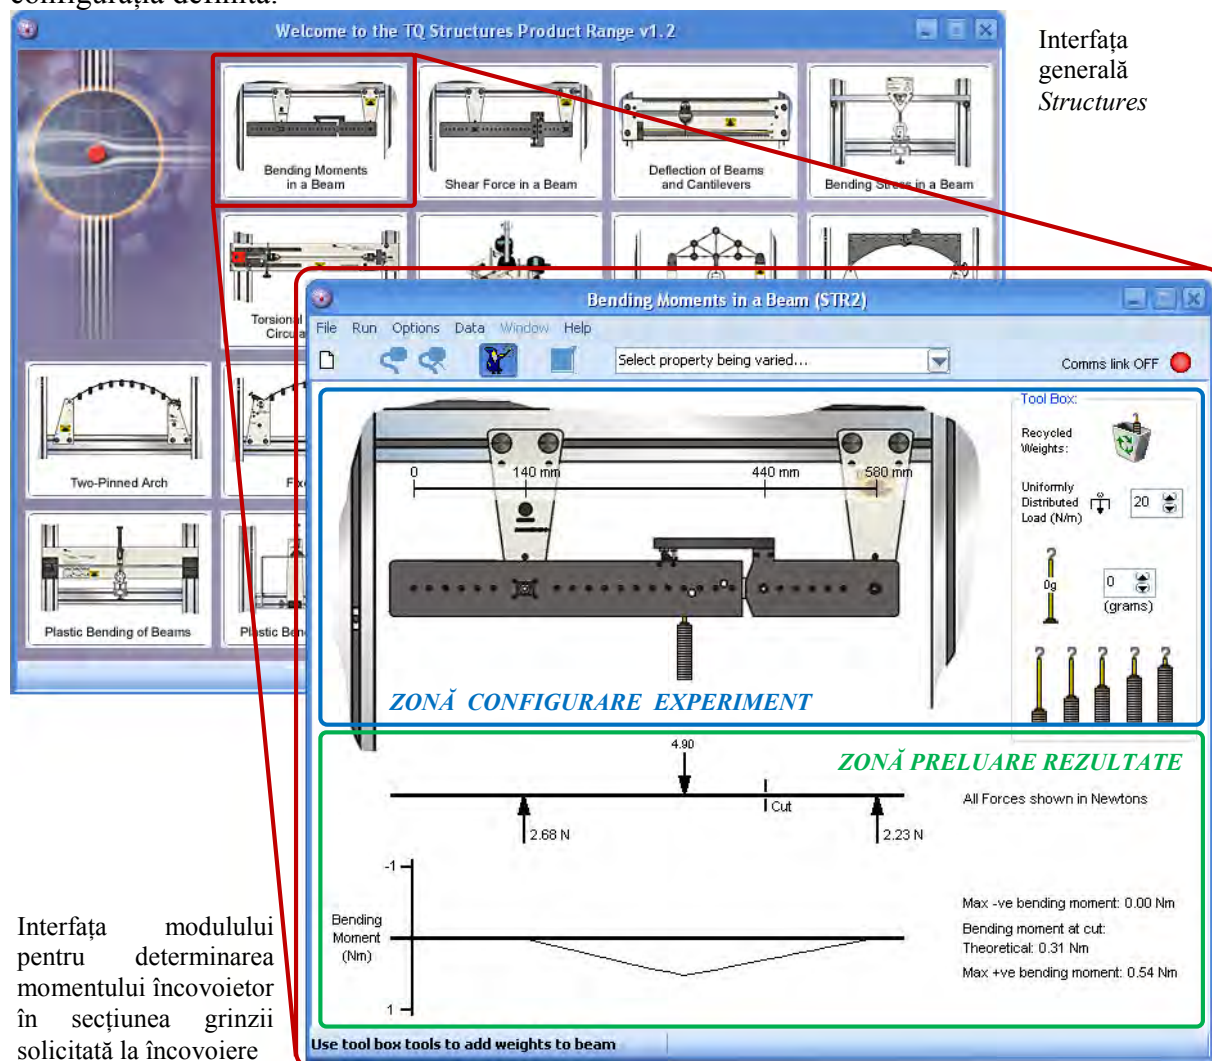 configurația definită.
Welcome to the TQ Structures Product Range v1.2
Interfața
generală
Structures
Bending Moments
in a Beam
Shear Force in a Beam
Deflection of Beams
and Cantilevers
Bending Stress in a Beam
Torsional
Circula
Two-Pinned Arch
Fixe
Plastic Bending of Beams
Plastic Ben
Bending Moments in a Beam (STR2)
File Run Options Data Window Help
Select property being varied...
Comms link OFF
Tool Box:
Recycled
Weights:
Uniformly
Distributed
Load (N/m)
20
0g
0
(grams)
0 140 mm 440 mm 580 mm
ZONĂ CONFIGURARE EXPERIMENT
ZONĂ PRELUARE REZULTATE
4.90
Cut
All Forces shown in Newtons
2.68 N
2.23 N
-1
Bending
Moment
(Nm)
1
Max -ve bending moment: 0.00 Nm
Bending moment at cut:
Theoretical: 0.31 Nm
Max +ve bending moment: 0.54 Nm
Use tool box tools to add weights to beam
Interfața modulului
pentru determinarea
momentului încovoietor
în secțiunea grinzii
solicitată la încovoiere